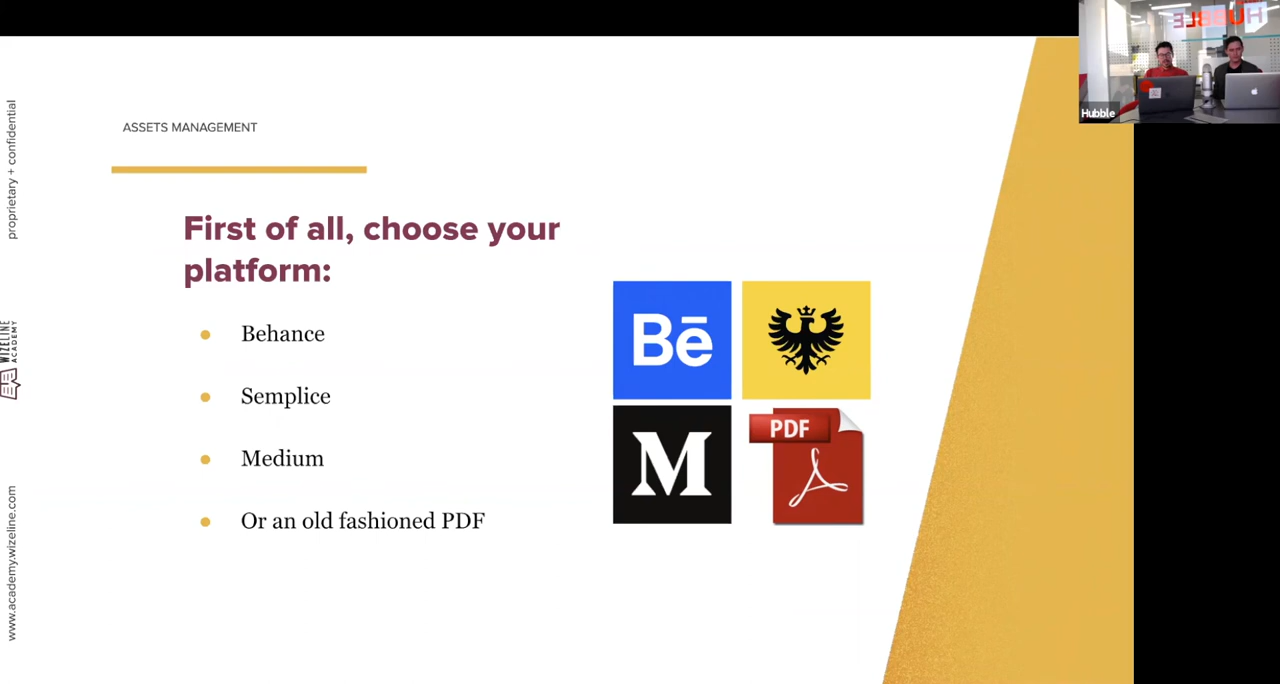 HUBBLE
Hubble
proprietary + confidential
WIZELINE
ACADEMY
www.academy.wizeline.com
ASSETS MANAGEMENT
First of all, choose your
platform:
Behance
Semplice
Medium
Or an old fashioned PDF
Bē
M
PDF